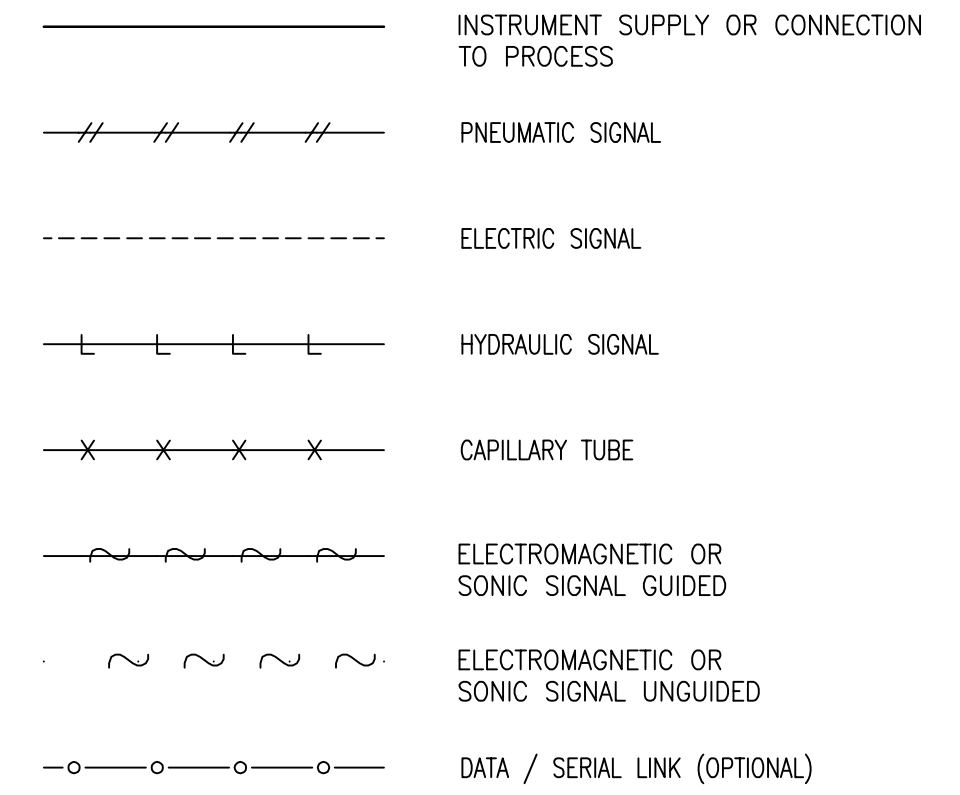 INSTRUMENT SUPPLY OR CONNECTION
TO PROCESS
PNEUMATIC SIGNAL
ELECTRIC SIGNAL
HYDRAULIC SIGNAL
CAPILLARY TUBE
ELECTROMAGNETIC OR
SONIC SIGNAL GUIDED
ELECTROMAGNETIC OR
SONIC SIGNAL UNGUIDED
DATA / SERIAL LINK (OPTIONAL)